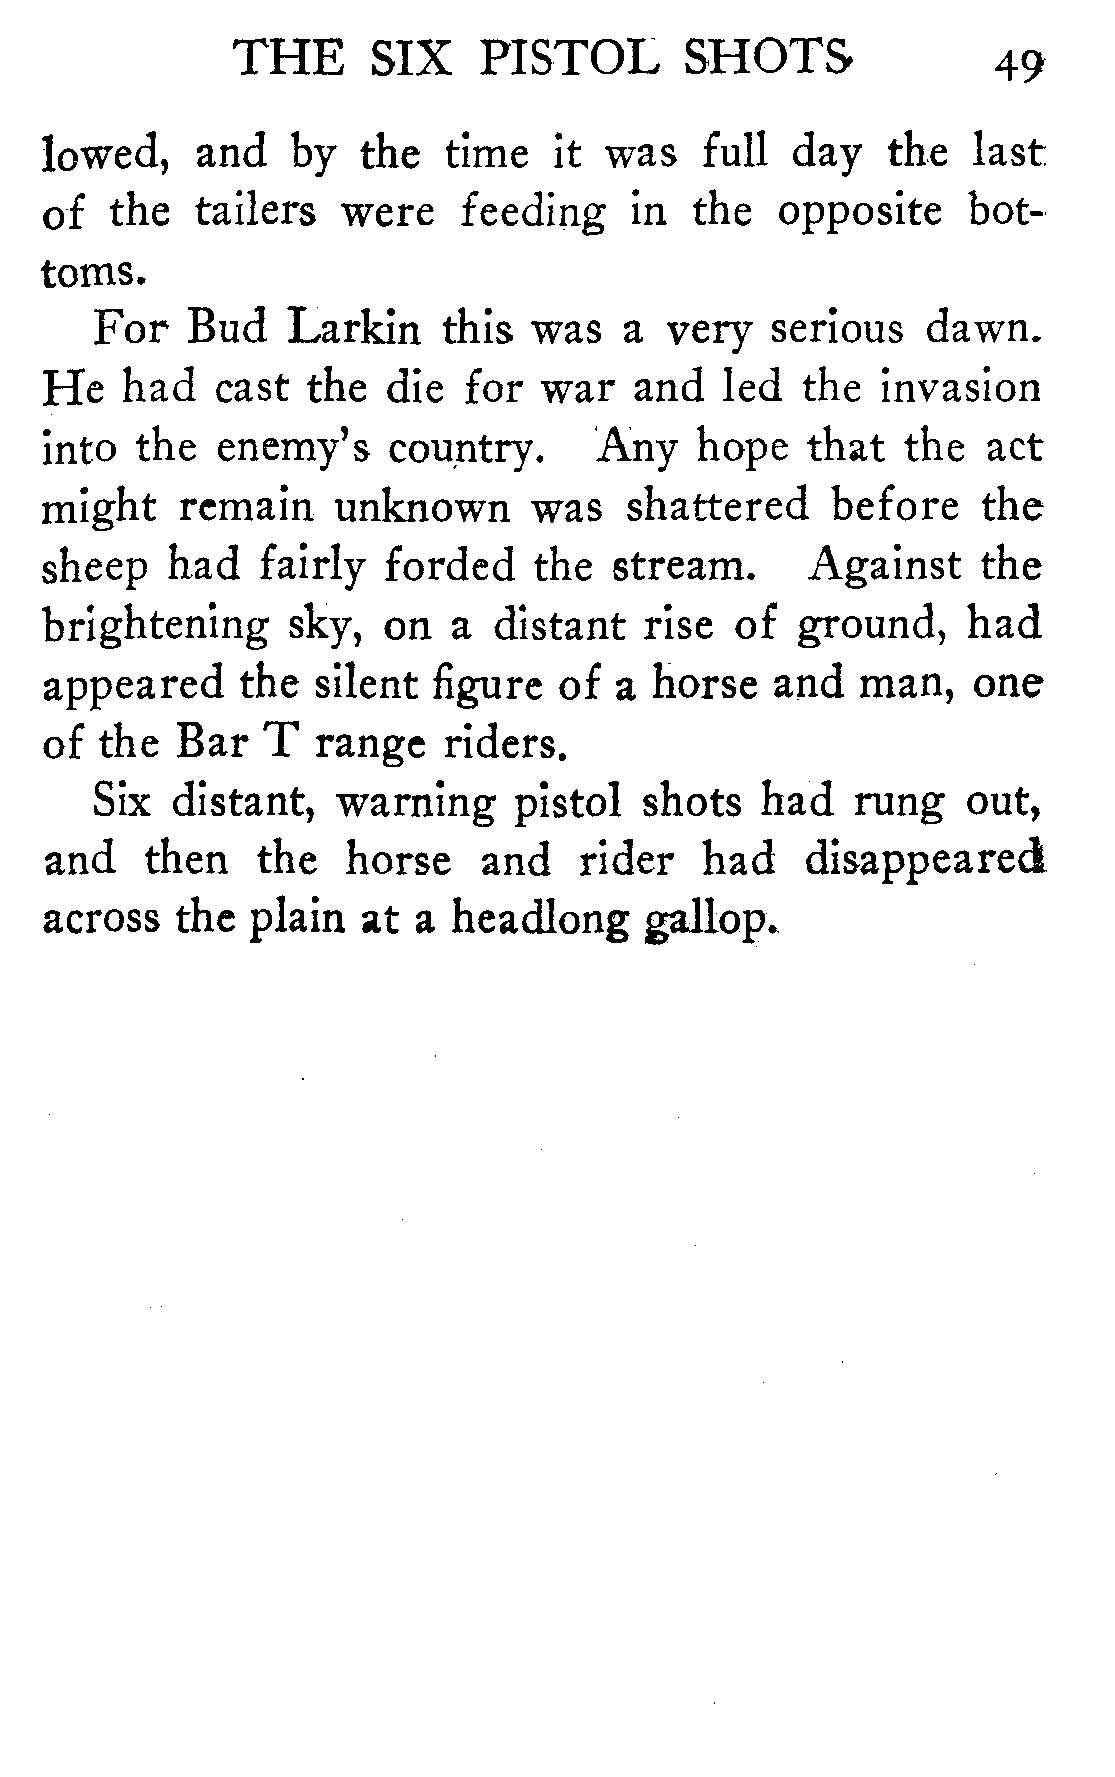 THE SIX PISTOL SHOTS 49
lowed, and by the time it was full day the last
of the tailers were feeding in the opposite bot-
toms.
For Bud Larkin this was a very serious dawn.
He had cast the die for war and led the invasion
into the enemy's country. Any hope that the act
might remain unknown was shattered before the
sheep had fairly forded the stream. Against the
brightening sky, on a distant rise of ground, had
appeared the silent figure of a horse and man, one
of the Bar T range riders.
Six distant, warning pistol shots had rung out,
and then the horse and rider had disappeared
across the plain at a headlong gallop.